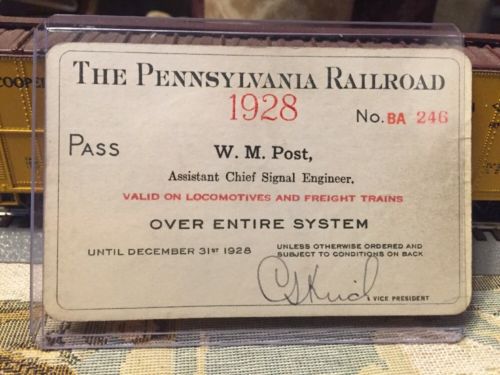 THE PENNSYLVANIA RAILROAD
1928
No. BA 246
PASS
W. M. Post,
Assistant Chief Signal Engineer.
VALID ON LOCOMOTIVES AND FREIGHT TRAINS
OVER ENTIRE SYSTEM
UNTIL DECEMBER 31ST 1928
UNLESS OTHERWISE ORDERED AND
SUBJECT TO CONDITIONS ON BACK
VICE PRESIDENT